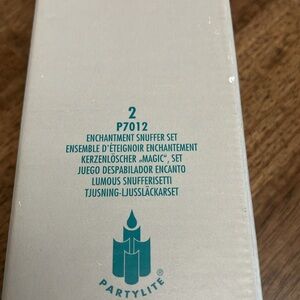 2
P7012
ENCHANTMENT SNUFFER SET
ENSEMBLE D'ÉTEIGNOIR ENCHANTEMENT
KERZENLÖSCHER „MAGIC", SET
JUEGO DESPABILADOR ENCANTO
LUMOUS SNUFFERISETTI
TJUSNING-LJUSSLÄCKARSET
PARTYLITE®